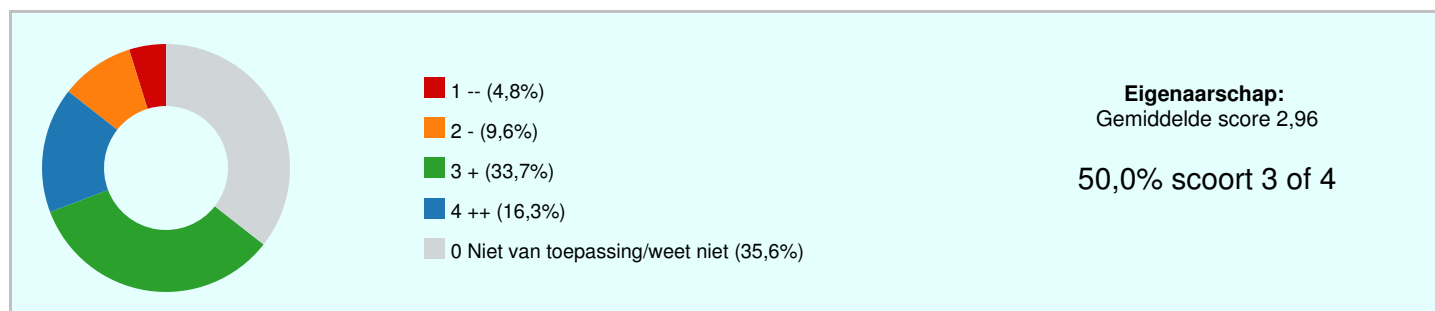 1 -- (4,8%)
2 - (9,6%)
3 + (33,7%)
4 ++ (16,3%)
0 Niet van toepassing/weet niet (35,6%)
Eigenaarschap:
Gemiddelde score 2,96
50,0% scoort 3 of 4